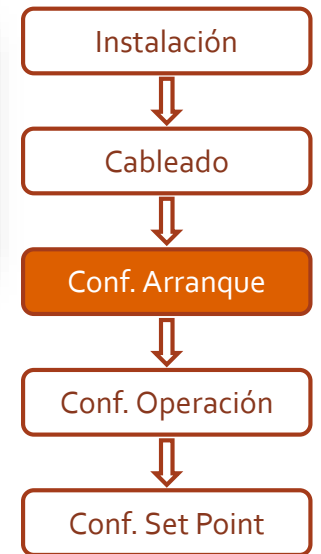 Instalación
Cableado
Conf. Arranque
Conf. Operación
Conf. Set Point